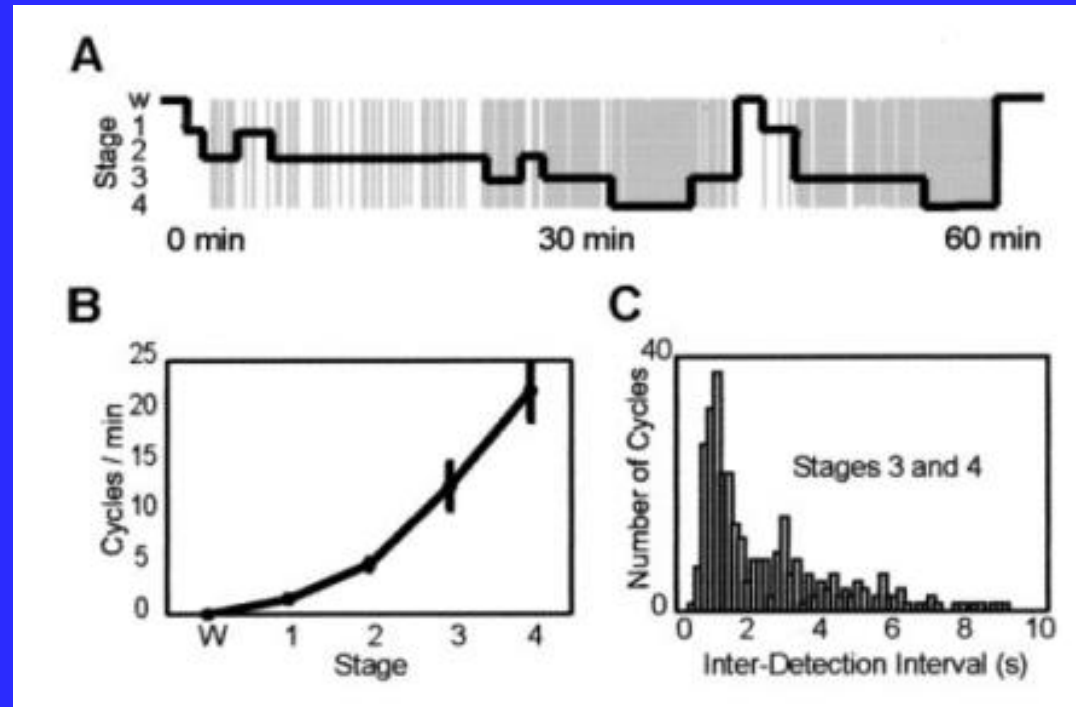 A
Stage
W
1
2
3
4
0 min 30 min 60 min
B
Cycles / min
25
20
15
10
5
0
W 1 2 3 4
Stage
C
Number of Cycles
40
0
Stages 3 and 4
0 2 4 6 8 10
Inter-Detection Interval (s)